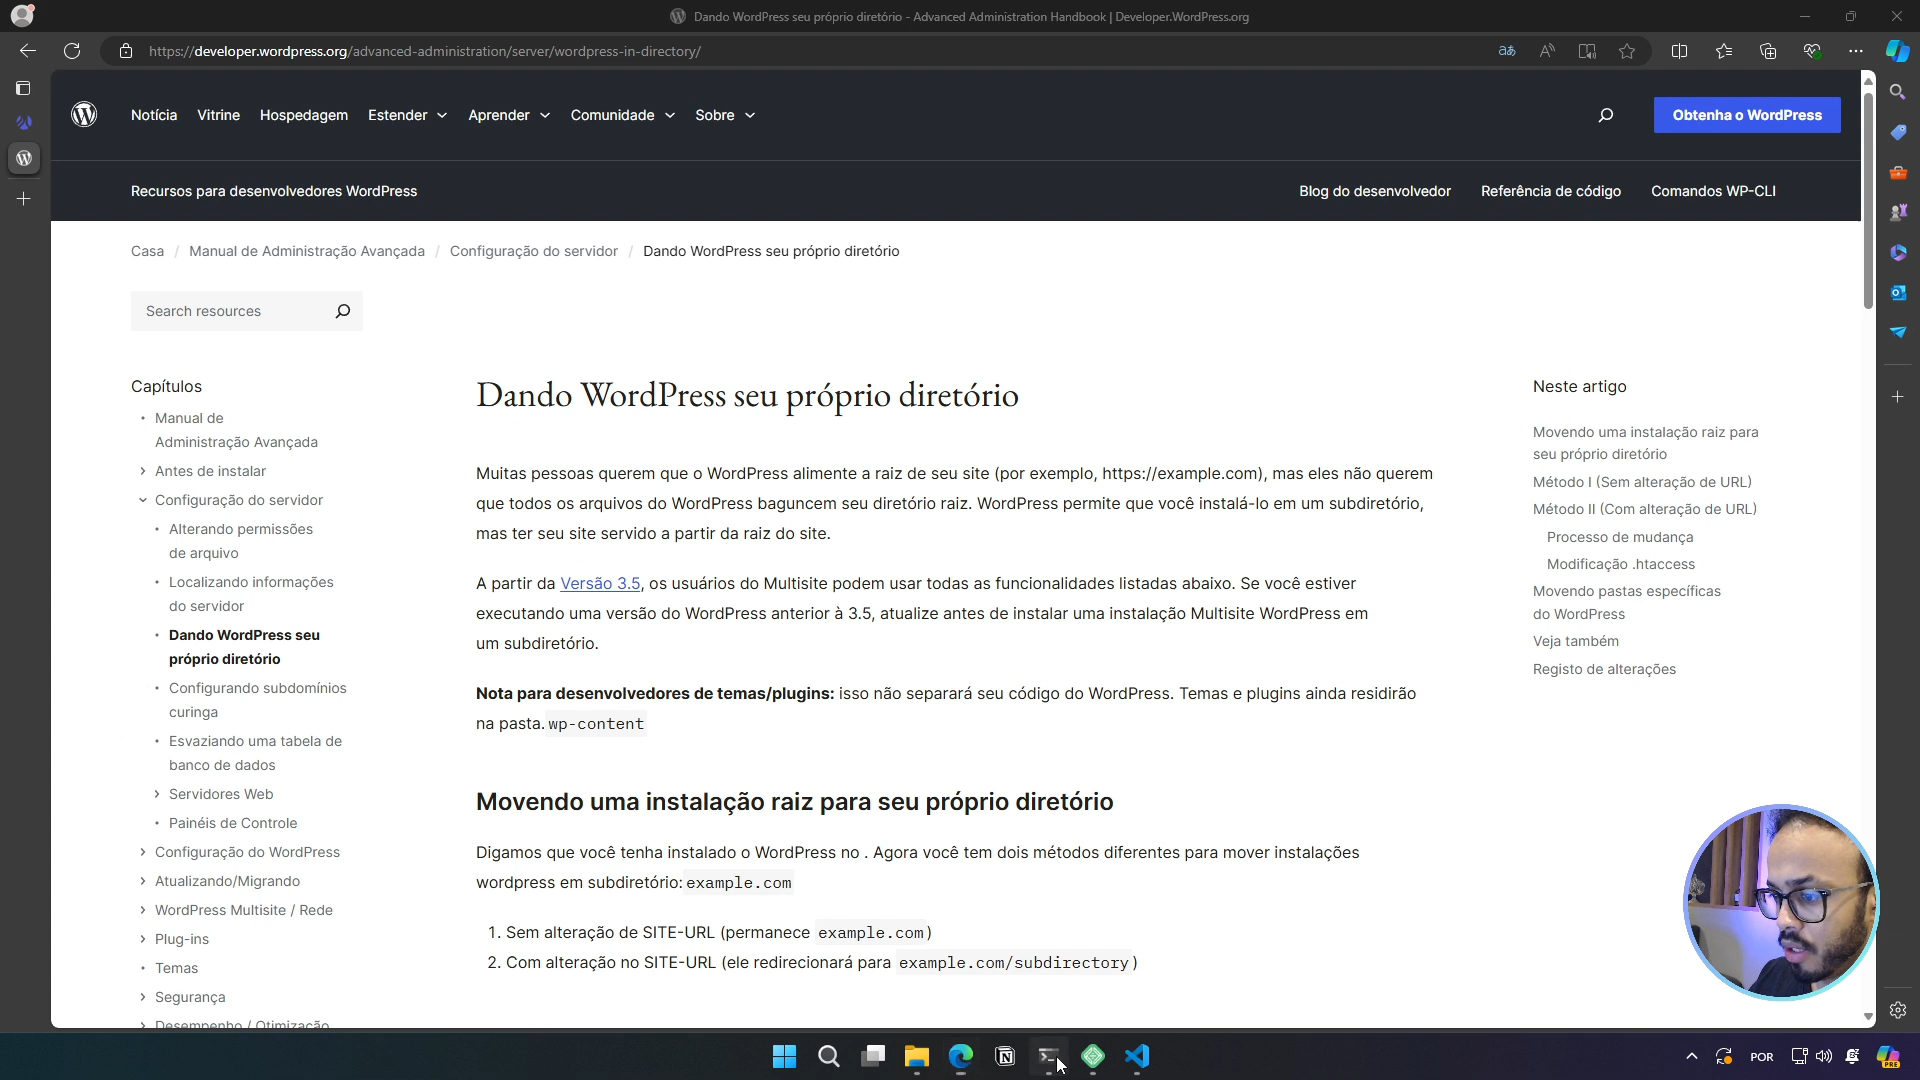 Dando WordPress seu próprio diretório - Advanced Administration Handbook | Developer.WordPress.org
https://developer.wordpress.org/advanced-administration/server/wordpress-in-directory/
Notícia Vitrine Hospedagem Estender Aprender Comunidade Sobre Obtenha o WordPress
Recursos para desenvolvedores WordPress Blog do desenvolvedor Referência de código Comandos WP-CLI
Casa / Manual de Administração Avançada / Configuração do servidor / Dando WordPress seu próprio diretório
Search resources
Capítulos
Manual de
Administração Avançada
Antes de instalar
Configuração do servidor
Alterando permissões
de arquivo
Localizando informações
do servidor
Dando WordPress seu
próprio diretório
Configurando subdomínios
curinga
Esvaziando uma tabela de
banco de dados
Servidores Web
Painéis de Controle
Configuração do WordPress
Atualizando/Migrando
WordPress Multisite / Rede
Plug-ins
Temas
Segurança
Desempenho / Otimização
Dando WordPress seu próprio diretório
Muitas pessoas querem que o WordPress alimente a raiz de seu site (por exemplo, https://example.com), mas eles não querem
que todos os arquivos do WordPress baguncem seu diretório raiz. WordPress permite que você instalá-lo em um subdiretório,
mas ter seu site servido a partir da raiz do site.
A partir da Versão 3.5, os usuários do Multisite podem usar todas as funcionalidades listadas abaixo. Se você estiver
executando uma versão do WordPress anterior à 3.5, atualize antes de instalar uma instalação Multisite WordPress em
um subdiretório.
Nota para desenvolvedores de temas/plugins: isso não separará seu código do WordPress. Temas e plugins ainda residirão
na pasta. wp-content
Movendo uma instalação raiz para seu próprio diretório
Digamos que você tenha instalado o WordPress no . Agora você tem dois métodos diferentes para mover instalações
wordpress em subdiretório: example.com
1. Sem alteração de SITE-URL (permanece example.com)
2. Com alteração no SITE-URL (ele redirecionará para example.com/subdirectory)
Neste artigo
Movendo uma instalação raiz para
seu próprio diretório
Método I (Sem alteração de URL)
Método II (Com alteração de URL)
Processo de mudança
Modificação .htaccess
Movendo pastas específicas
do WordPress
Veja também
Registo de alterações
POR
PRE